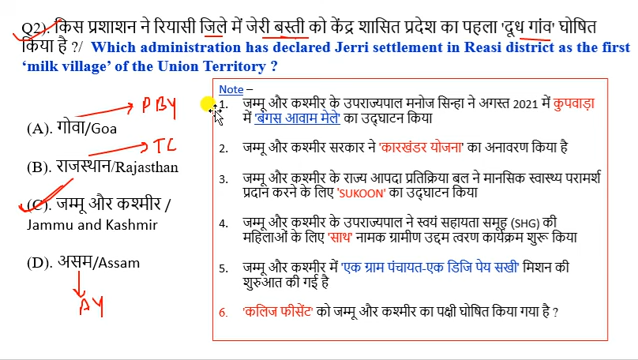 Q2). किस प्रशाशन ने रियासी जिले में जेरी बस्ती को केंद्र शासित प्रदेश का पहला 'दूध गांव' घोषित
किया है ?/ Which administration has declared Jerri settlement in Reasi district as the first
'milk village' of the Union Territory ?
(A). गोवा/Goa
PBY
(B). राजस्थान/Rajasthan
TC
(C). जम्मू और कश्मीर /
Jammu and Kashmir
(D). असम/Assam
AY
Note –
1. जम्मू और कश्मीर के उपराज्यपाल मनोज सिन्हा ने अगस्त 2021 में कुपवाड़ा
में 'बंगस आवाम मेले' का उद्घाटन किया
2. जम्मू और कश्मीर सरकार ने 'कारखंडर योजना' का अनावरण किया है
3. जम्मू और कश्मीर के राज्य आपदा प्रतिक्रिया बल ने मानसिक स्वास्थ्य परामर्श
प्रदान करने के लिए 'SUKOON' का उद्घाटन किया
4. जम्मू और कश्मीर के उपराज्यपाल ने स्वयं सहायता समूह (SHG) की
महिलाओं के लिए 'साथ' नामक ग्रामीण उद्दम त्वरण कार्यक्रम शुरू किया
5. जम्मू और कश्मीर में 'एक ग्राम पंचायत-एक डिजि पेय सखी' मिशन की
शुरुआत की गई है
6. 'कलिज फीसेंट' को जम्मू और कश्मीर का पक्षी घोषित किया गया है ?